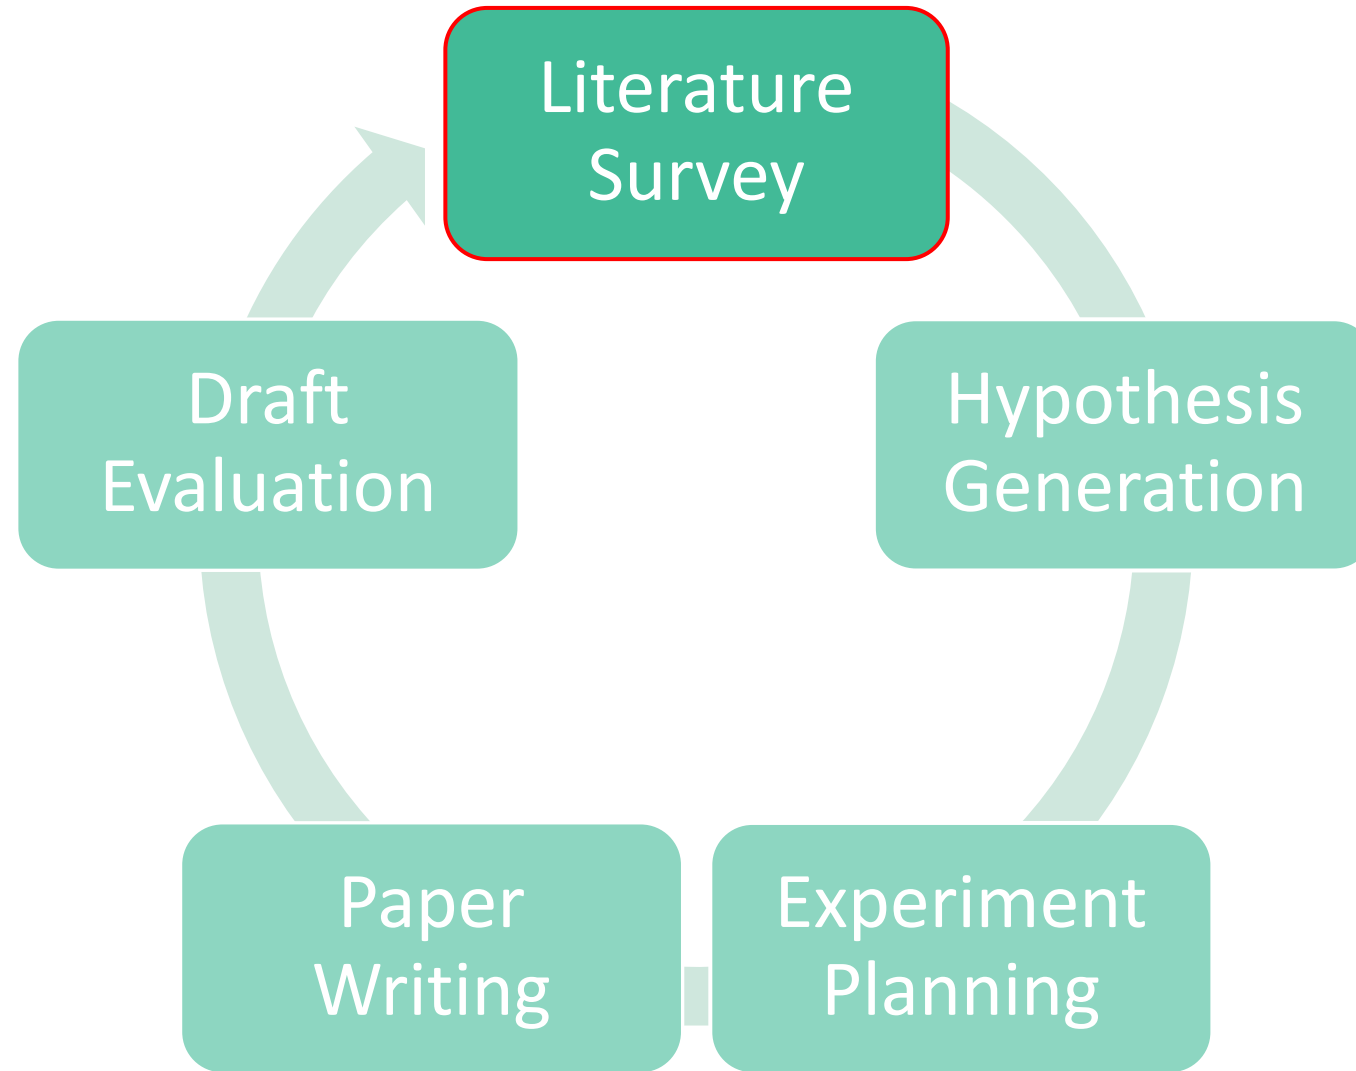 Literature
Survey
Hypothesis
Generation
Experiment
Planning
Paper
Writing
Draft
Evaluation